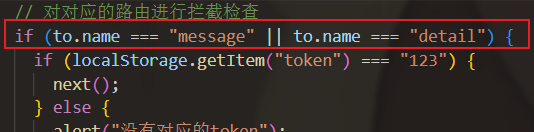 // 对对应的路由进行拦截检查
if (to.name === "message" || to.name === "detail") {
if (localStorage.getItem("token") === "123") {
next();
} else {
alert("没有对应的token");